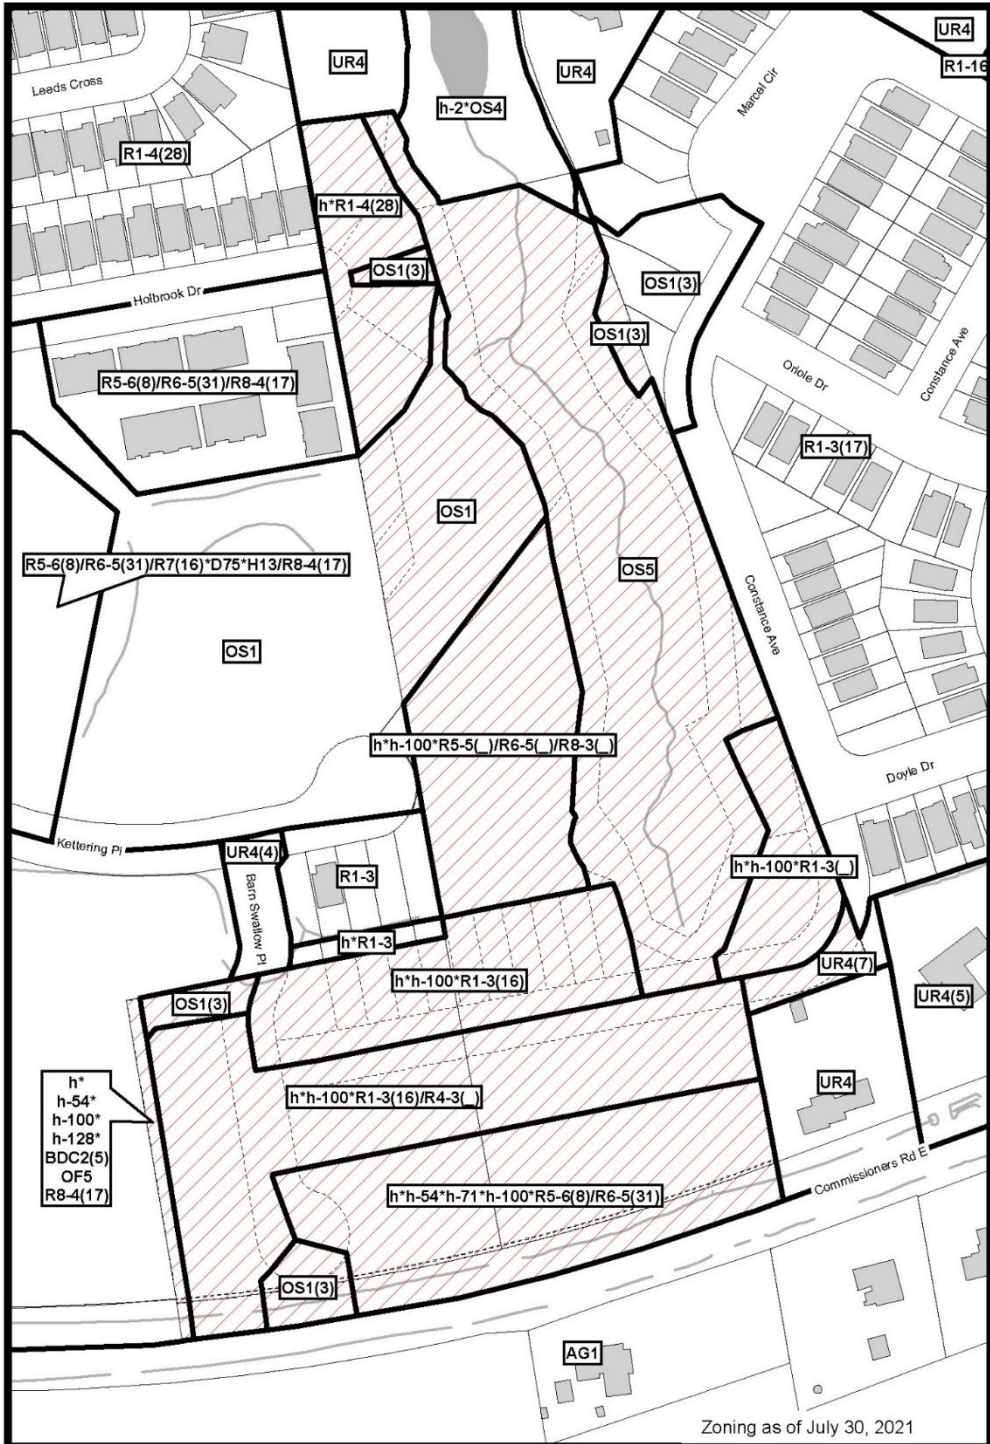 UR4
UR4
UR4
R1-16
Leeds Cross
h-2*OS4
Marcel Cir
R1-4(28)
h*R1-4(28)
OS1(3)
OS1(3)
Holbrook Dr
OS1(3)
Constance Ave
Oriole Dr
R5-6(8)/R6-5(31)/R8-4(17)
R1-3(17)
OS1
R5-6(8)/R6-5(31)/R7(16)*D75*H13/R8-4(17)
OS5
Constance Ave
OS1
h*h-100*R5-5(_)/R6-5(_)/R8-3(_)
Doyle Dr
Kettering Pl
UR4(4)
R1-3
h*h-100*R1-3(_)
Barn Swallow Pl
h*R1-3
UR4(7)
h*h-100*R1-3(16)
UR4(5)
OS1(3)
h*
h-54*
h-100*
h-128*
BDC2(5)
OF5
R8-4(17)
h*h-100*R1-3(16)/R4-3(_)
UR4
h*h-54*h-71*h-100*R5-6(8)/R6-5(31)
Commissioners Rd E
OS1(3)
AG1
Zoning as of July 30, 2021